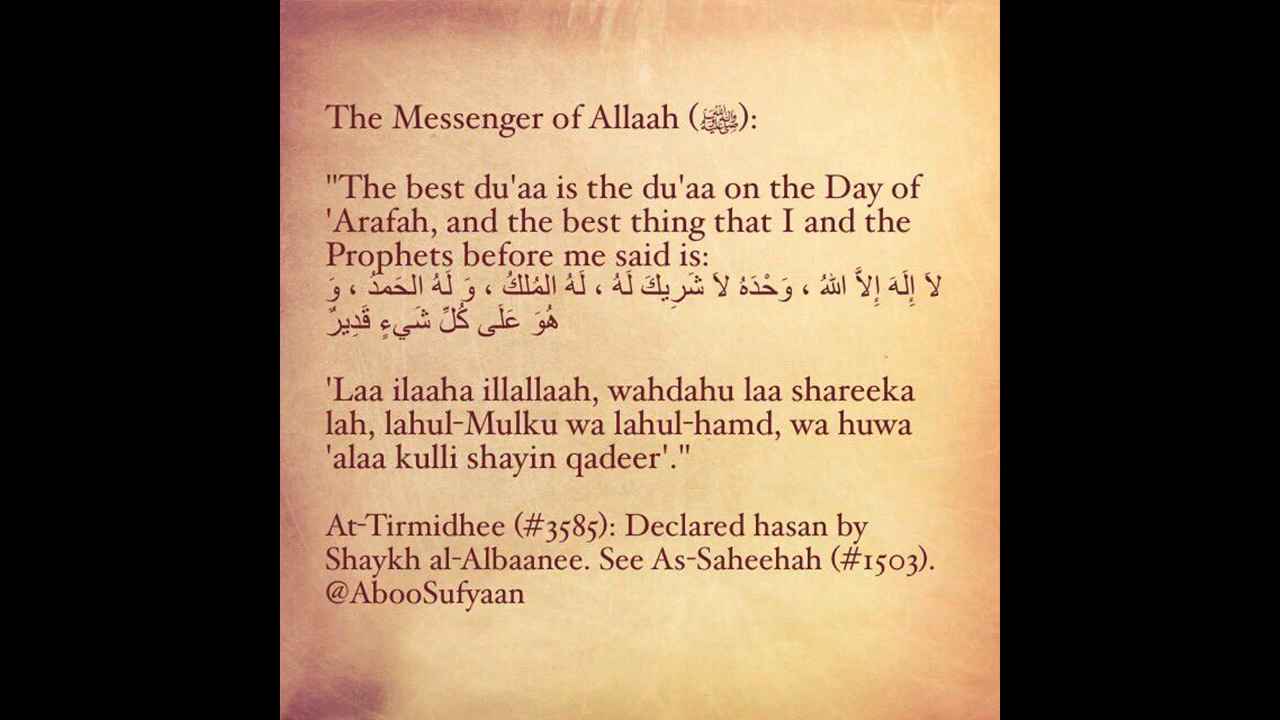 The Messenger of Allaah (ﷺ):
"The best du'aa is the du'aa on the Day of
'Arafah, and the best thing that I and the
Prophets before me said is:
لاَ إِلَهَ إِلاَّ اللهُ ، وَحْدَهُ لاَ شَرِيكَ لَهُ ، لَهُ المُلكُ ، وَ لَهُ الحَمدُ ، وَ
هُوَ عَلَى كُلِّ شَيءٍ قَدِيرٌ
'Laa ilaaha illallaah, wahdahu laa shareeka
lah, lahul-Mulku wa lahul-hamd, wa huwa
'alaa kulli shayin qadeer'."
At-Tirmidhee (#3585): Declared hasan by
Shaykh al-Albaanee. See As-Saheehah (#1503).
@AbooSufyaan